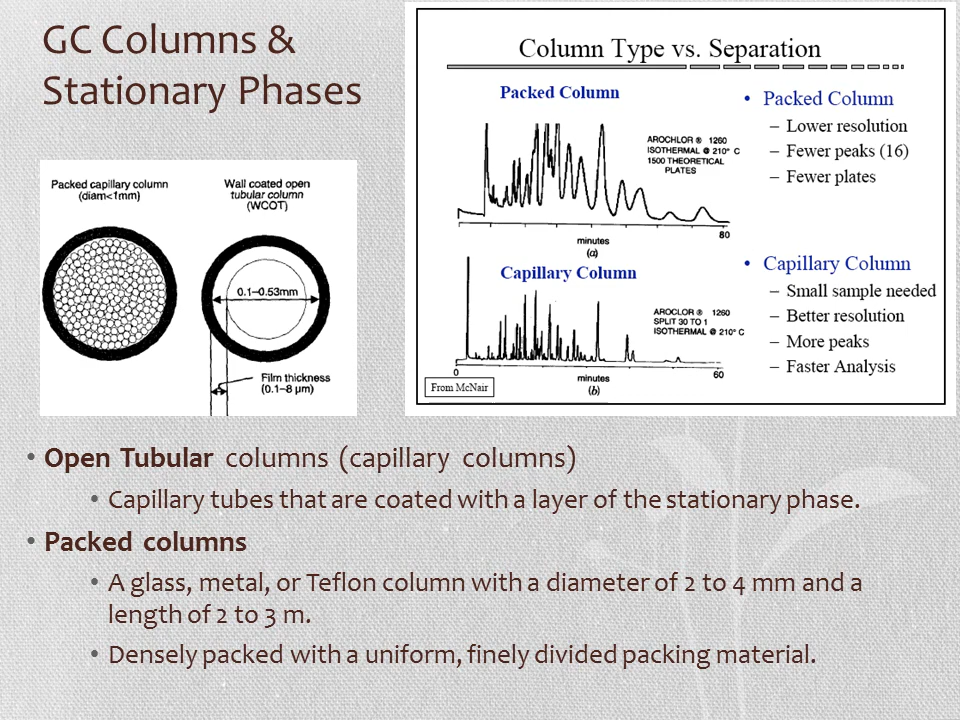 GC Columns &
Stationary Phases
Packed capillary column
(diam<1mm)
Wall coated open
tubular column
(WCOT)
0.1–0.53mm
Film thickness
(0.1–8 µm)
Column Type vs. Separation
Packed Column
AROCHLOR ® 1260
ISOTHERMAL @ 210° C
1500 THEORETICAL
PLATES
80
minutes
(a)
Capillary Column
AROCLOR ® 1260
SPLIT 30 TO 1
ISOTHERMAL @ 210° C
0
60
minutes
(b)
From McNair
• Packed Column
– Lower resolution
– Fewer peaks (16)
– Fewer plates
• Capillary Column
– Small sample needed
– Better resolution
– More peaks
– Faster Analysis
• Open Tubular columns (capillary columns)
• Capillary tubes that are coated with a layer of the stationary phase.
• Packed columns
• A glass, metal, or Teflon column with a diameter of 2 to 4 mm and a
length of 2 to 3 m.
• Densely packed with a uniform, finely divided packing material.